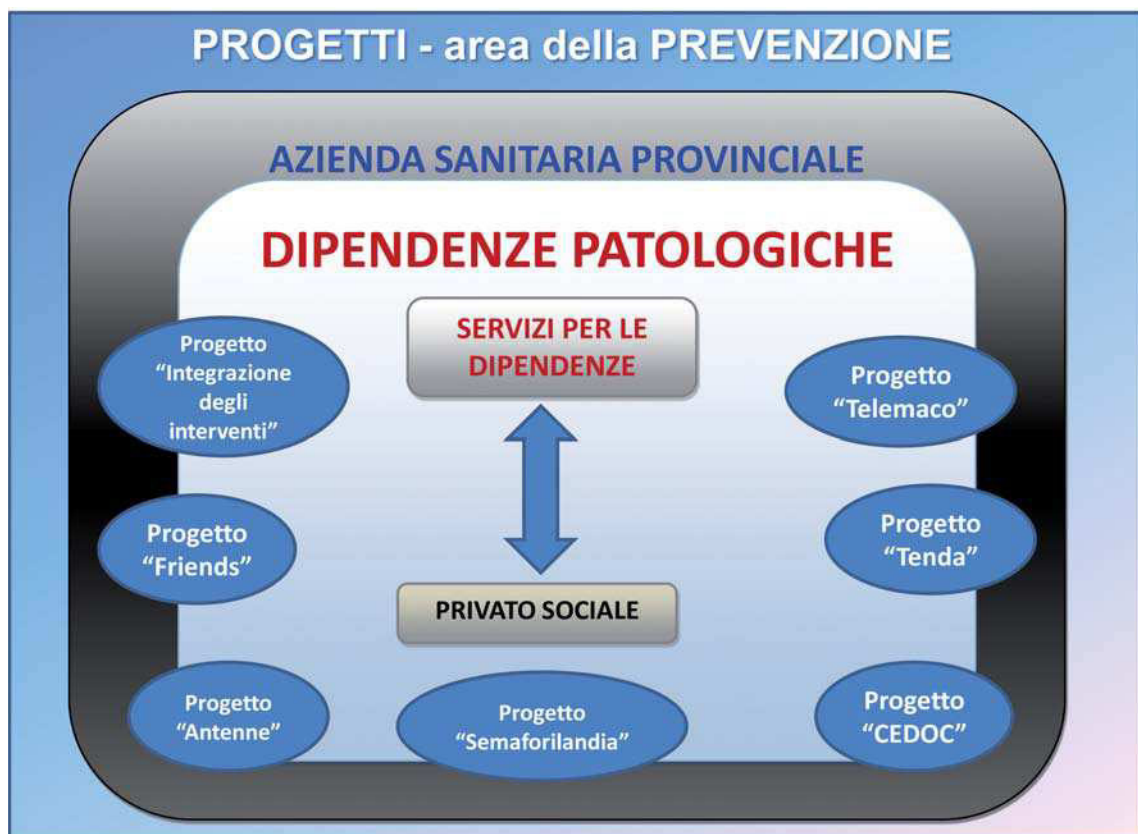 PROGETTI - area della PREVENZIONE
AZIENDA SANITARIA PROVINCIALE
DIPENDENZE PATOLOGICHE
SERVIZI PER LE
DIPENDENZE
Progetto
“Integrazione
degli
interventi”
Progetto
“Telemaco”
Progetto
“Friends”
Progetto
“Tenda”
PRIVATO SOCIALE
Progetto
“Antenne”
Progetto
“Semaforilandia”
Progetto
“CEDOC”